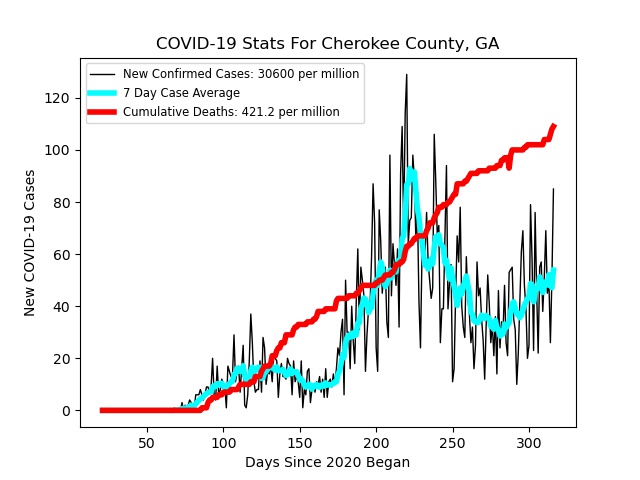 COVID-19 Stats For Cherokee County, GA
New Confirmed Cases: 30600 per million
7 Day Case Average
Cumulative Deaths: 421.2 per million
New COVID-19 Cases
120
100
80
60
40
20
0
50 100 150 200 250 300
Days Since 2020 Began